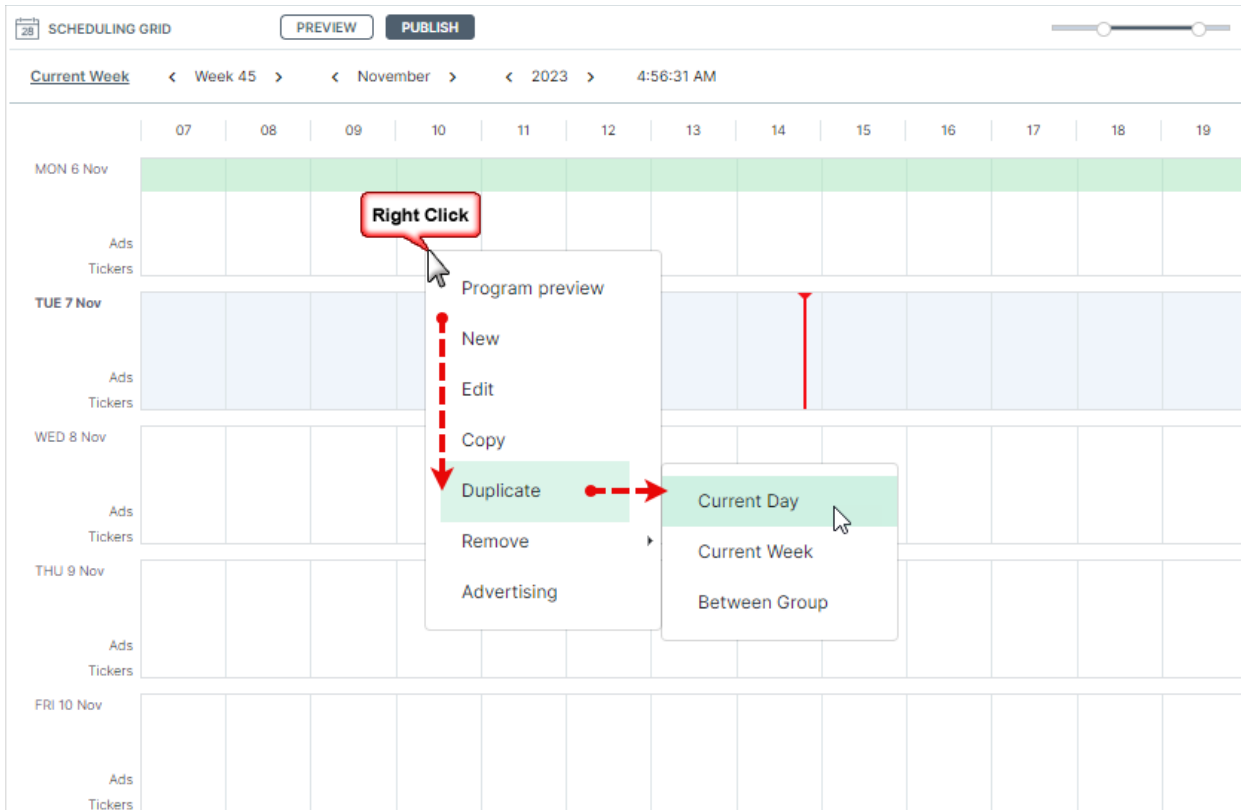 28 SCHEDULING GRID PREVIEW PUBLISH
Current Week < Week 45 > < November > < 2023 > 4:56:31 AM
07 08 09 10 11 12 13 14 15 16 17 18 19
MON 6 Nov
Right Click
Ads
Tickers
Program preview
TUE 7 Nov
New
Ads
Edit
Tickers
WED 8 Nov
Copy
Duplicate
Current Day
Ads
Tickers
Remove
Current Week
THU 9 Nov
Advertising
Between Group
Ads
Tickers
FRI 10 Nov
Ads
Tickers